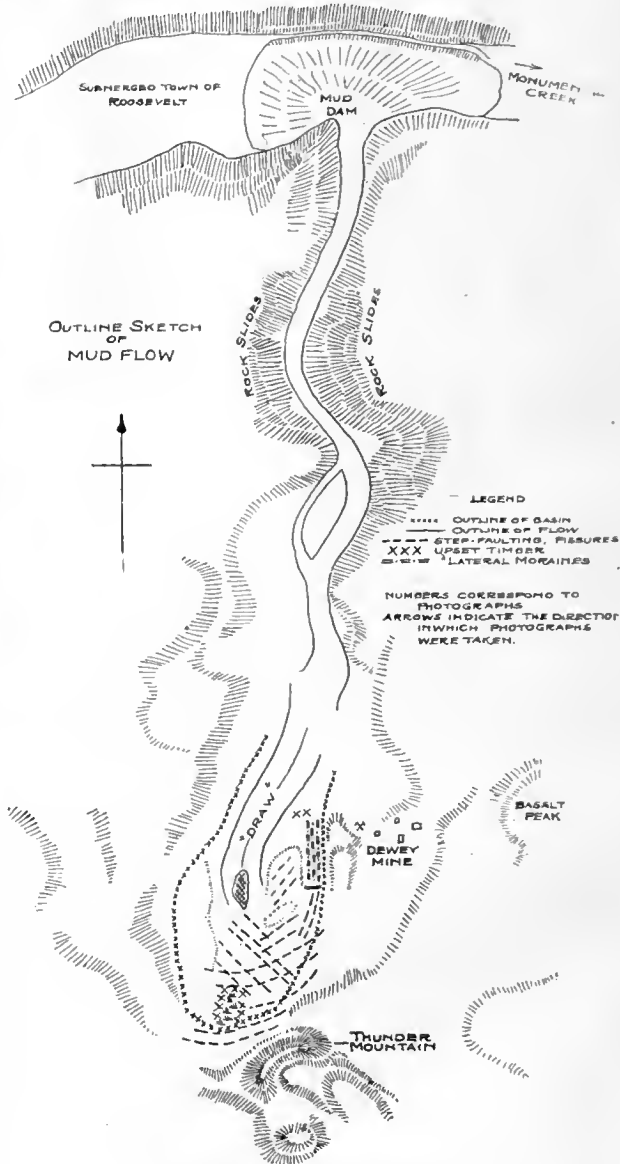 SUBMERGED TOWN OF
ROOSEVELT
MUD
DAM
MONUMEN
CREEK
ROCK SLIDES
ROCK SLIDES
OUTLINE SKETCH
OF
MUD FLOW
LEGEND
OUTLINE OF BASIN
OUTLINE OF FLOW
STEP-FAULTING, FISSURES
XXX UPSET TIMBER
LATERAL MORAINES
NUMBERS CORRESPOND TO
PHOTOGRAPHS
ARROWS INDICATE THE DIRECTION
IN WHICH PHOTOGRAPHS
WERE TAKEN.
"DRAW"
DEWEY
MINE
BASALT
PEAK
THUNDER
MOUNTAIN